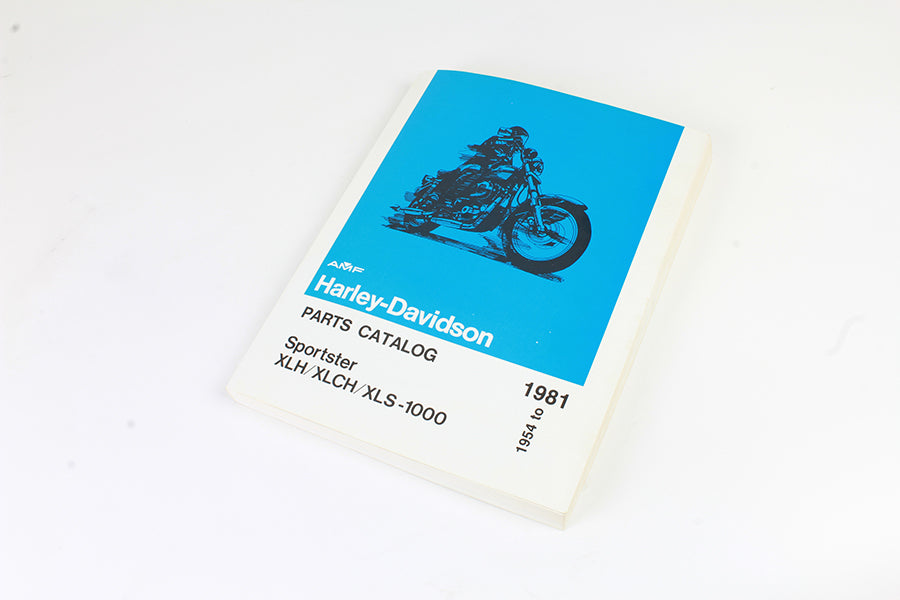 AMF
Harley-Davidson
PARTS CATALOG
Sportster
XLH/XLCH/XLS-1000
1981
1954 to